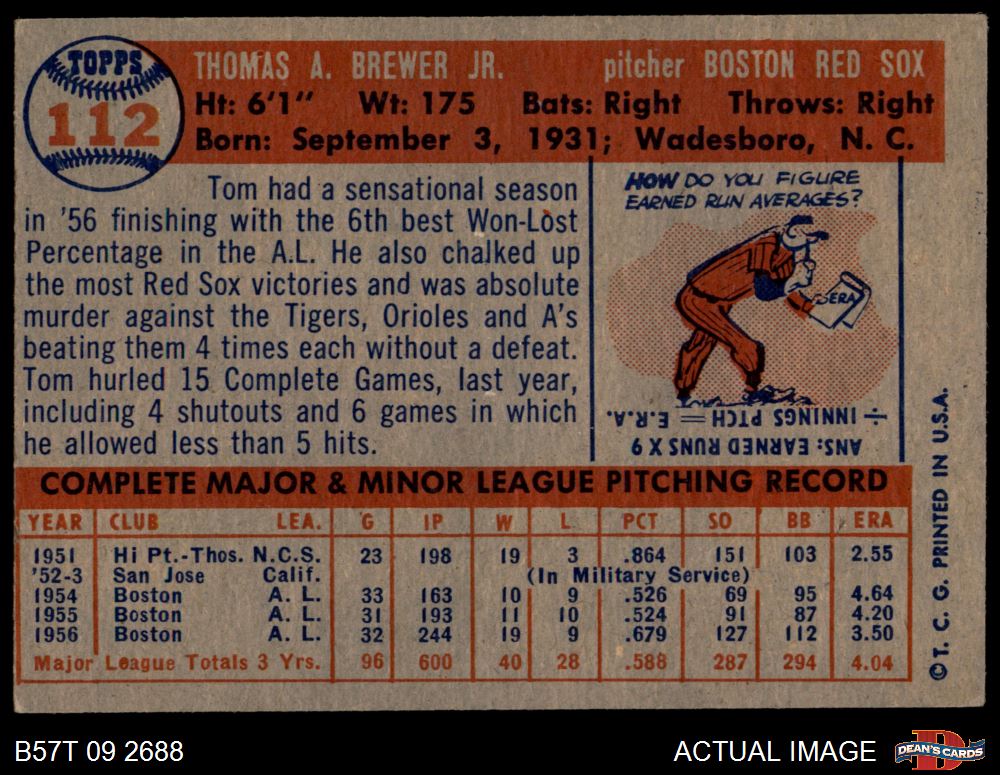 TOPPS
112
THOMAS A. BREWER JR. pitcher BOSTON RED SOX
Ht: 6'1" Wt: 175 Bats: Right Throws: Right
Born: September 3, 1931; Wadesboro, N. C.
Tom had a sensational season
in '56 finishing with the 6th best Won-Lost
Percentage in the A.L. He also chalked up
the most Red Sox victories and was absolute
murder against the Tigers, Orioles and A's
beating them 4 times each without a defeat.
Tom hurled 15 Complete Games, last year,
including 4 shutouts and 6 games in which
he allowed less than 5 hits.
HOW DO YOU FIGURE
EARNED RUN AVERAGES?
ERA
ANS: EARNED RUNS X 9
÷ INNINGS PTCH = E.R.A.
COMPLETE MAJOR & MINOR LEAGUE PITCHING RECORD
YEAR CLUB LEA. G IP W L PCT SO BB ERA
1951 Hi Pt.-Thos. N.C.S. 23 198 19 3 .864 151 103 2.55
'52-3 San Jose Calif. (In Military Service)
1954 Boston A. L. 33 163 10 9 .526 69 95 4.64
1955 Boston A. L. 31 193 11 10 .524 91 87 4.20
1956 Boston A. L. 32 244 19 9 .679 127 112 3.50
Major League Totals 3 Yrs. 96 600 40 28 .588 287 294 4.04
© T. C. G. PRINTED IN U.S.A.
B57T 09 2688
ACTUAL IMAGE
D
DEAN'S CARDS